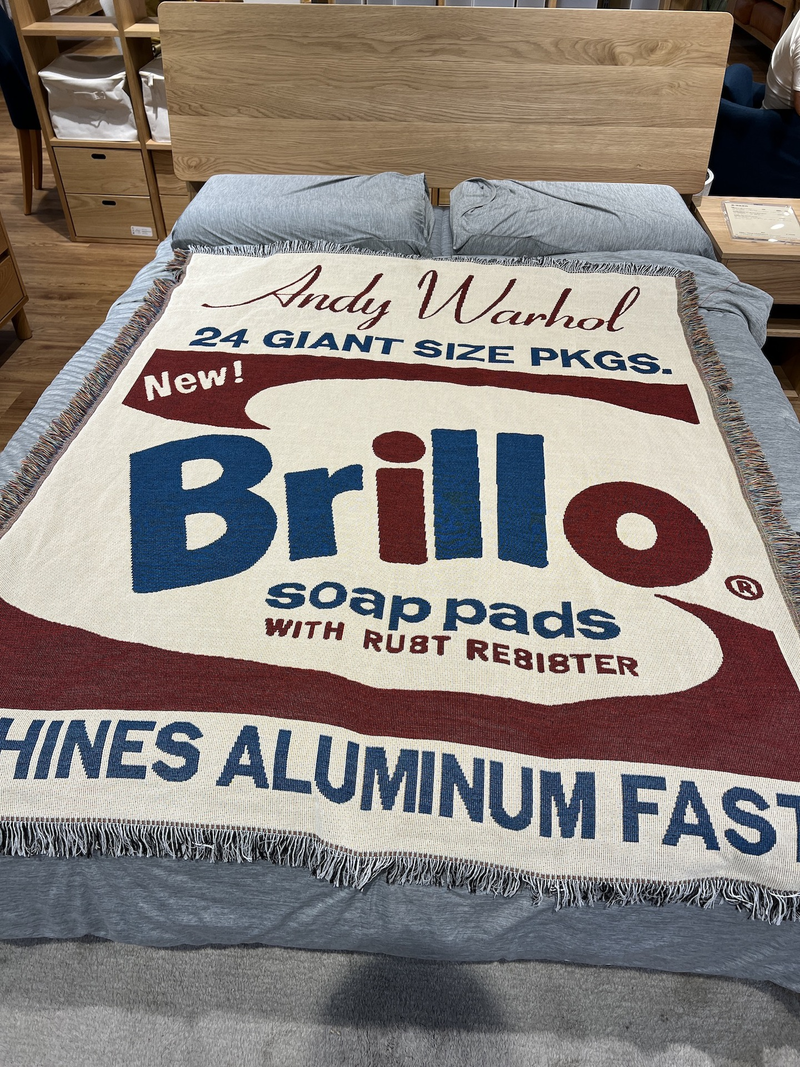 Andy Warhol
24 GIANT SIZE PKGS.
New!
Brillo®
soap pads
WITH RUST RESISTER
HINES ALUMINUM FAST